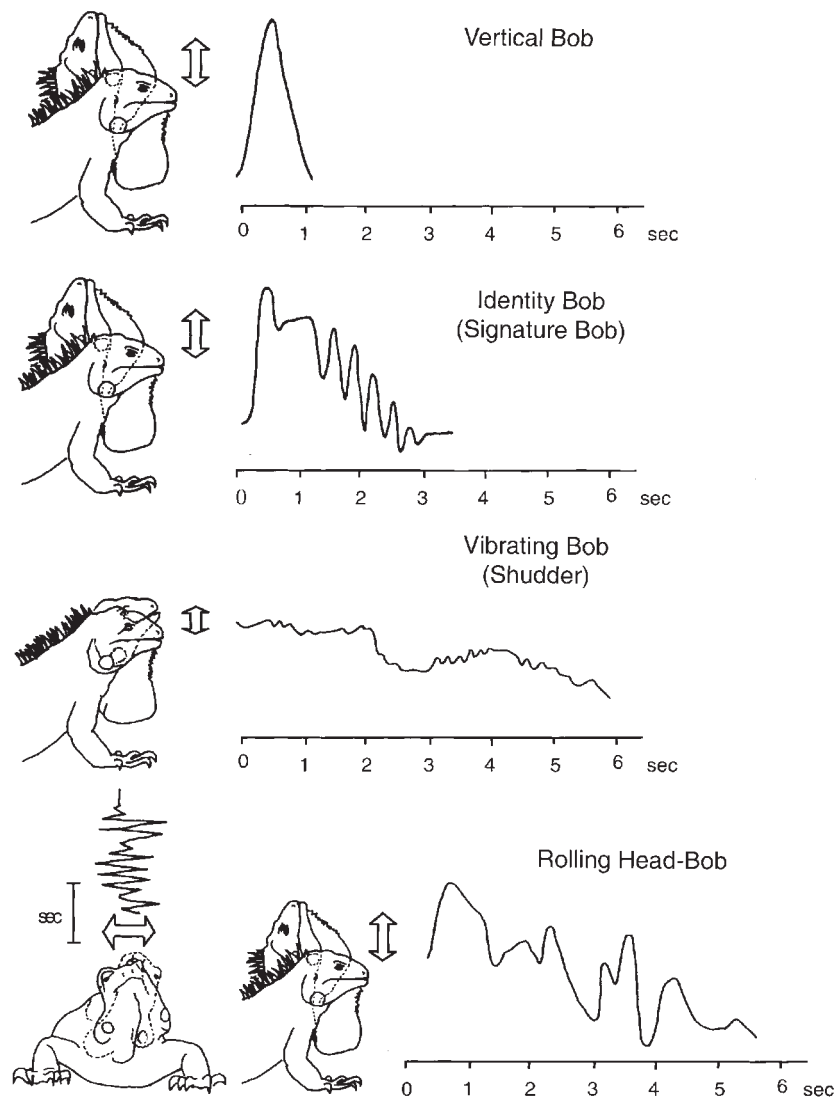 Vertical Bob
0 1 2 3 4 5 6 sec
Identity Bob
(Signature Bob)
0 1 2 3 4 5 6 sec
Vibrating Bob
(Shudder)
0 1 2 3 4 5 6 sec
Rolling Head-Bob
sec
0 1 2 3 4 5 6 sec